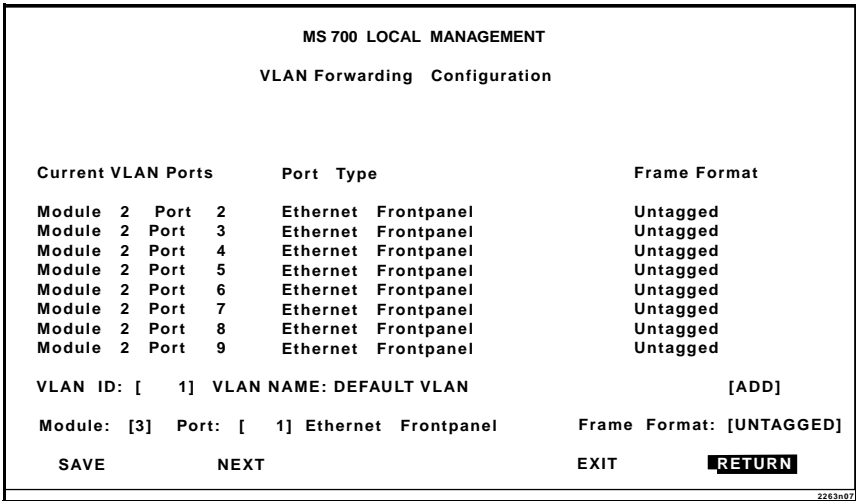 MS 700 LOCAL MANAGEMENT
VLAN Forwarding Configuration
Current VLAN Ports Port Type Frame Format
Module 2 Port 2 Ethernet Frontpanel Untagged
Module 2 Port 3 Ethernet Frontpanel Untagged
Module 2 Port 4 Ethernet Frontpanel Untagged
Module 2 Port 5 Ethernet Frontpanel Untagged
Module 2 Port 6 Ethernet Frontpanel Untagged
Module 2 Port 7 Ethernet Frontpanel Untagged
Module 2 Port 8 Ethernet Frontpanel Untagged
Module 2 Port 9 Ethernet Frontpanel Untagged
VLAN ID: [ 1] VLAN NAME: DEFAULT VLAN [ADD]
Module: [3] Port: [ 1] Ethernet Frontpanel Frame Format: [UNTAGGED]
SAVE NEXT EXIT RETURN
2263n07